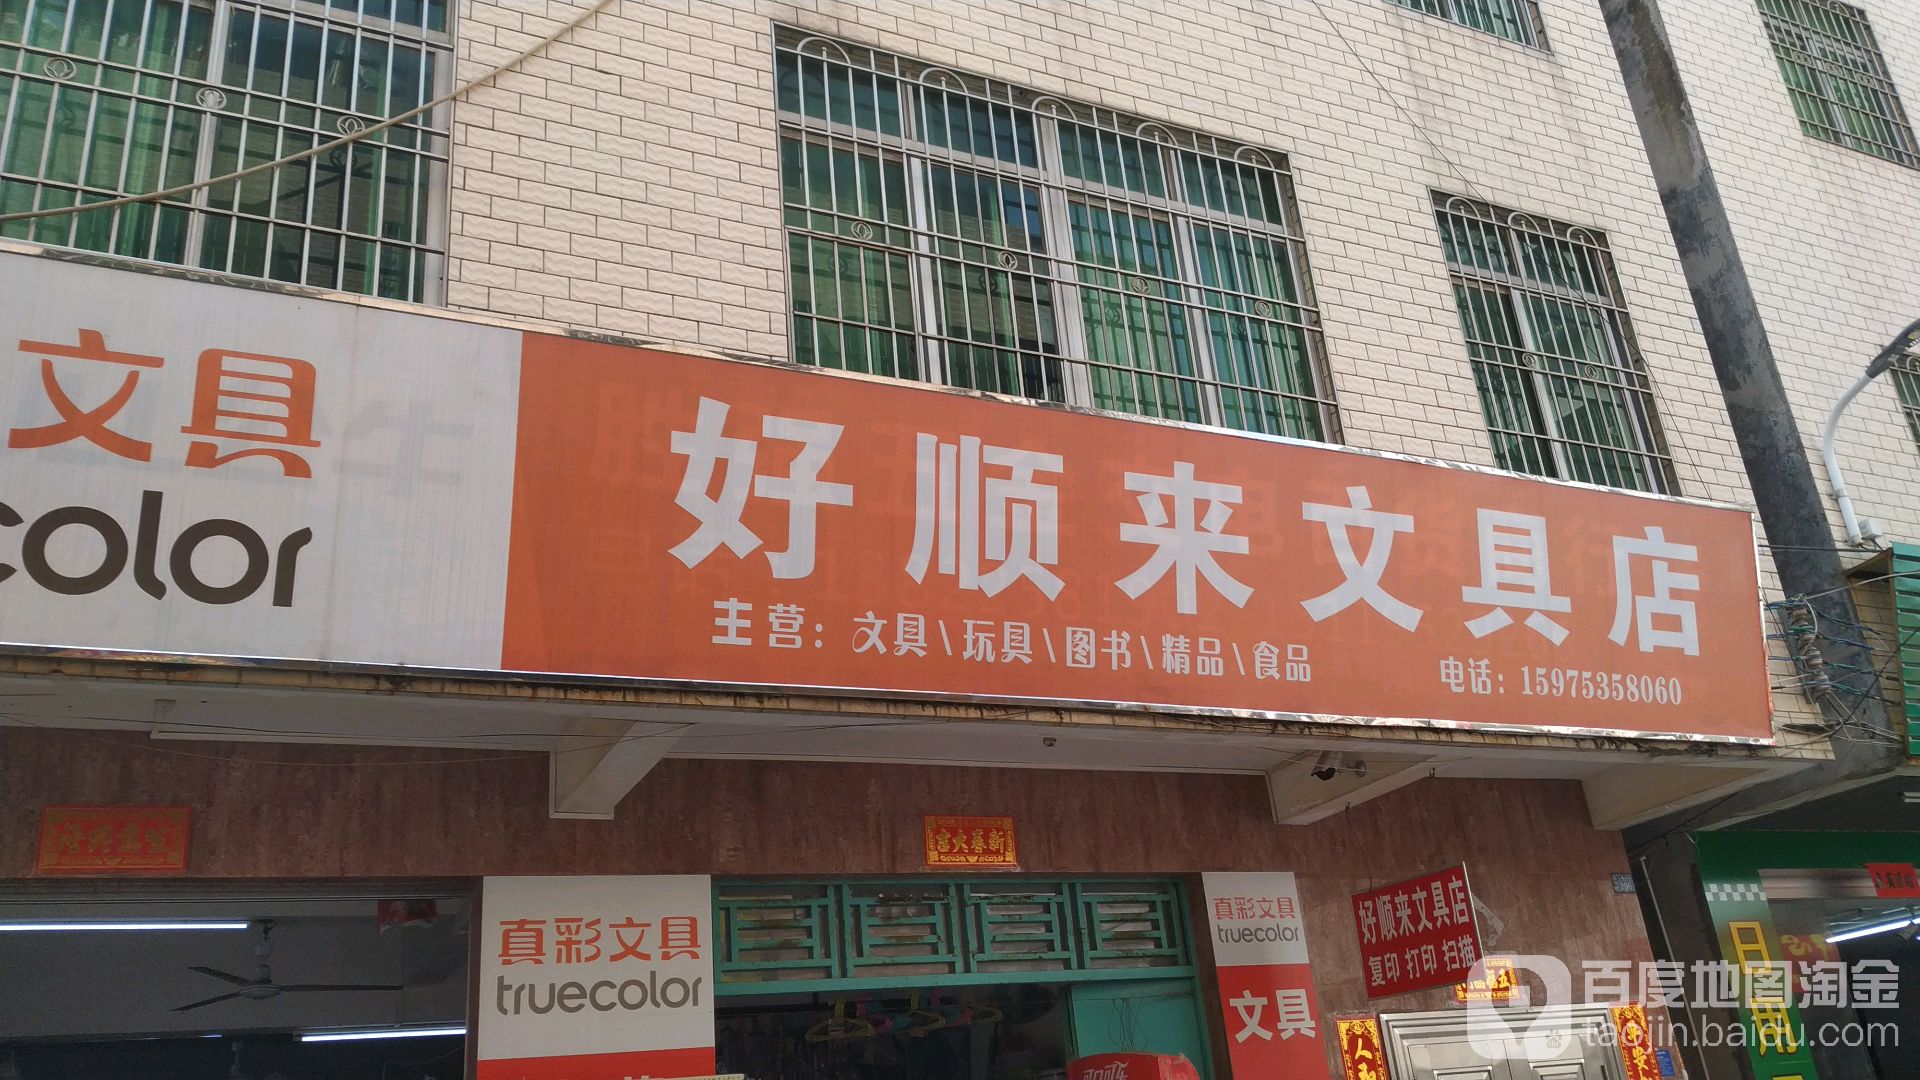 文具
color
好顺来文具店
主营：文具\玩具\图书\精品\食品
电话：15975358060
新春大吉
真彩文具
truecolor
真彩文具
truecolor
文具
好顺来文具店
复印 打印 扫描
日用
百度地图淘金
taojin.baidu.com